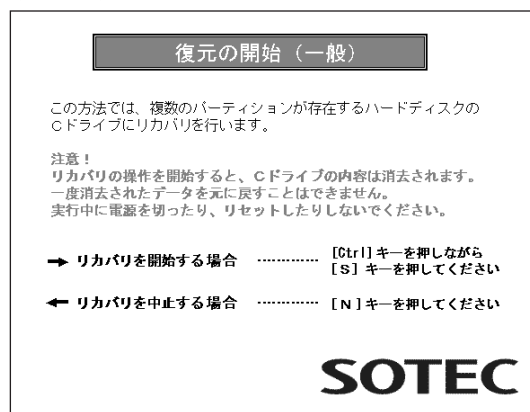 復元の開始（一般）
この方法では、複数のパーティションが存在するハードディスクの
Ｃドライブにリカバリを行います。
注意！
リカバリの操作を開始すると、Ｃドライブの内容は消去されます。
一度消去されたデータを元に戻すことはできません。
実行中に電源を切ったり、リセットしたりしないでください。
➞ リカバリを開始する場合 ………… [Ctrl]キーを押しながら
[S] キーを押してください
← リカバリを中止する場合 ………… [N]キーを押してください
SOTEC